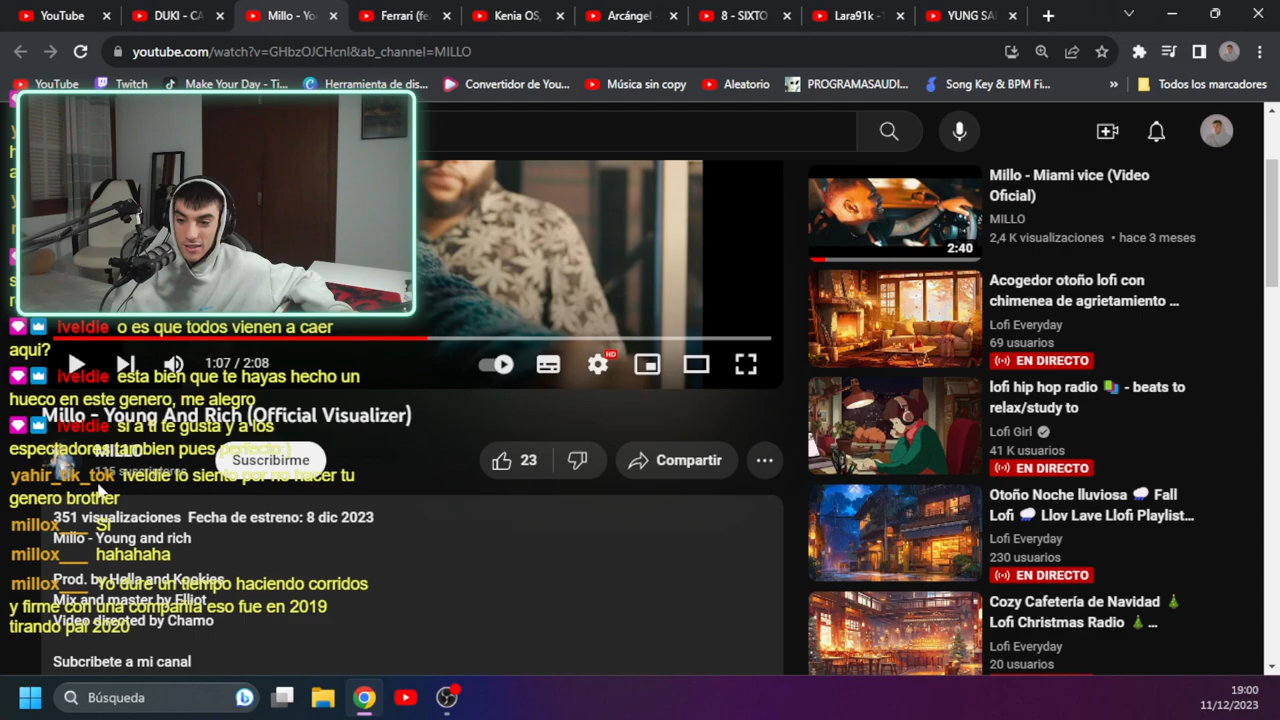 YouTube
DUKI - CA
Millo - Yo
Ferrari (fe
Kenia OS,
Arcángel
8 - SIXTO
Lara91k -
YUNG SA
youtube.com/watch?v=GHbzOJCHcnI&ab_channel=MILLO
YouTube
Twitch
Make Your Day - Ti...
Herramienta de dis...
Convertidor de You...
Música sin copy
Aleatorio
PROGRAMASAUDI...
Song Key & BPM Fi...
»
Todos los marcadores
iveldie o es que todos vienen a caer
aqui?
1:07 / 2:08
HD
iveldie esta bien que te hayas hecho un
hueco en este genero, me alegro
Millo - Young And Rich (Official Visualizer)
iveldie si a ti te gusta y a los
espectadores tambien pues perfecto
MILLO
Suscribirme
23
Compartir
yahir_tik_tok iveldie lo siento por no hacer tu
genero brother
351 visualizaciones Fecha de estreno: 8 dic 2023
millox___ Si
Millo - Young and rich
millox___ hahahaha
Prod. by Hella and Kookies
millox___ Yo dure un tiempo haciendo corridos
Mix and master by Elliot
y firme con una compañia eso fue en 2019
Video directed by Chamo
tirando pal 2020
Subcribete a mi canal
Millo - Miami vice (Video
Oficial)
MILLO
2,4 K visualizaciones • hace 3 meses
2:40
Acogedor otoño lofi con
chimenea de agrietamiento ...
Lofi Everyday
69 usuarios
EN DIRECTO
lofi hip hop radio 📚 - beats to
relax/study to
Lofi Girl
41 K usuarios
EN DIRECTO
Otoño Noche lluviosa 🌧️ Fall
Lofi 🌧️ Llov Lave Llofi Playlist...
Lofi Everyday
230 usuarios
EN DIRECTO
Cozy Cafetería de Navidad 🎄
Lofi Christmas Radio 🎄 ...
Lofi Everyday
20 usuarios
Búsqueda
19:00
11/12/2023